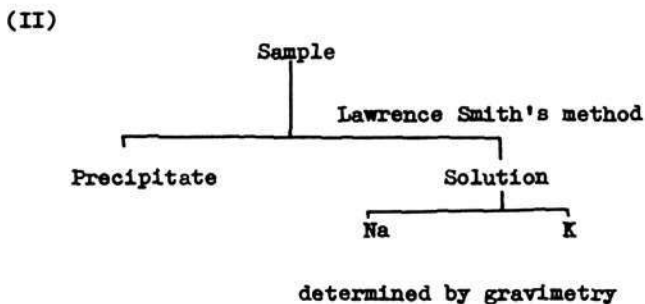 (II)
Sample
Lawrence Smith's method
Precipitate Solution
Na K
determined by gravimetry